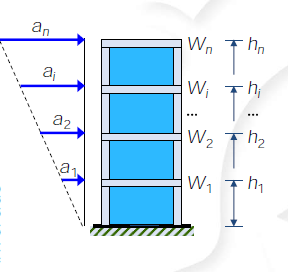 aₙ Wₙ hₙ
aᵢ Wᵢ hᵢ
... ...
a₂ W₂ h₂
a₁ W₁ h₁